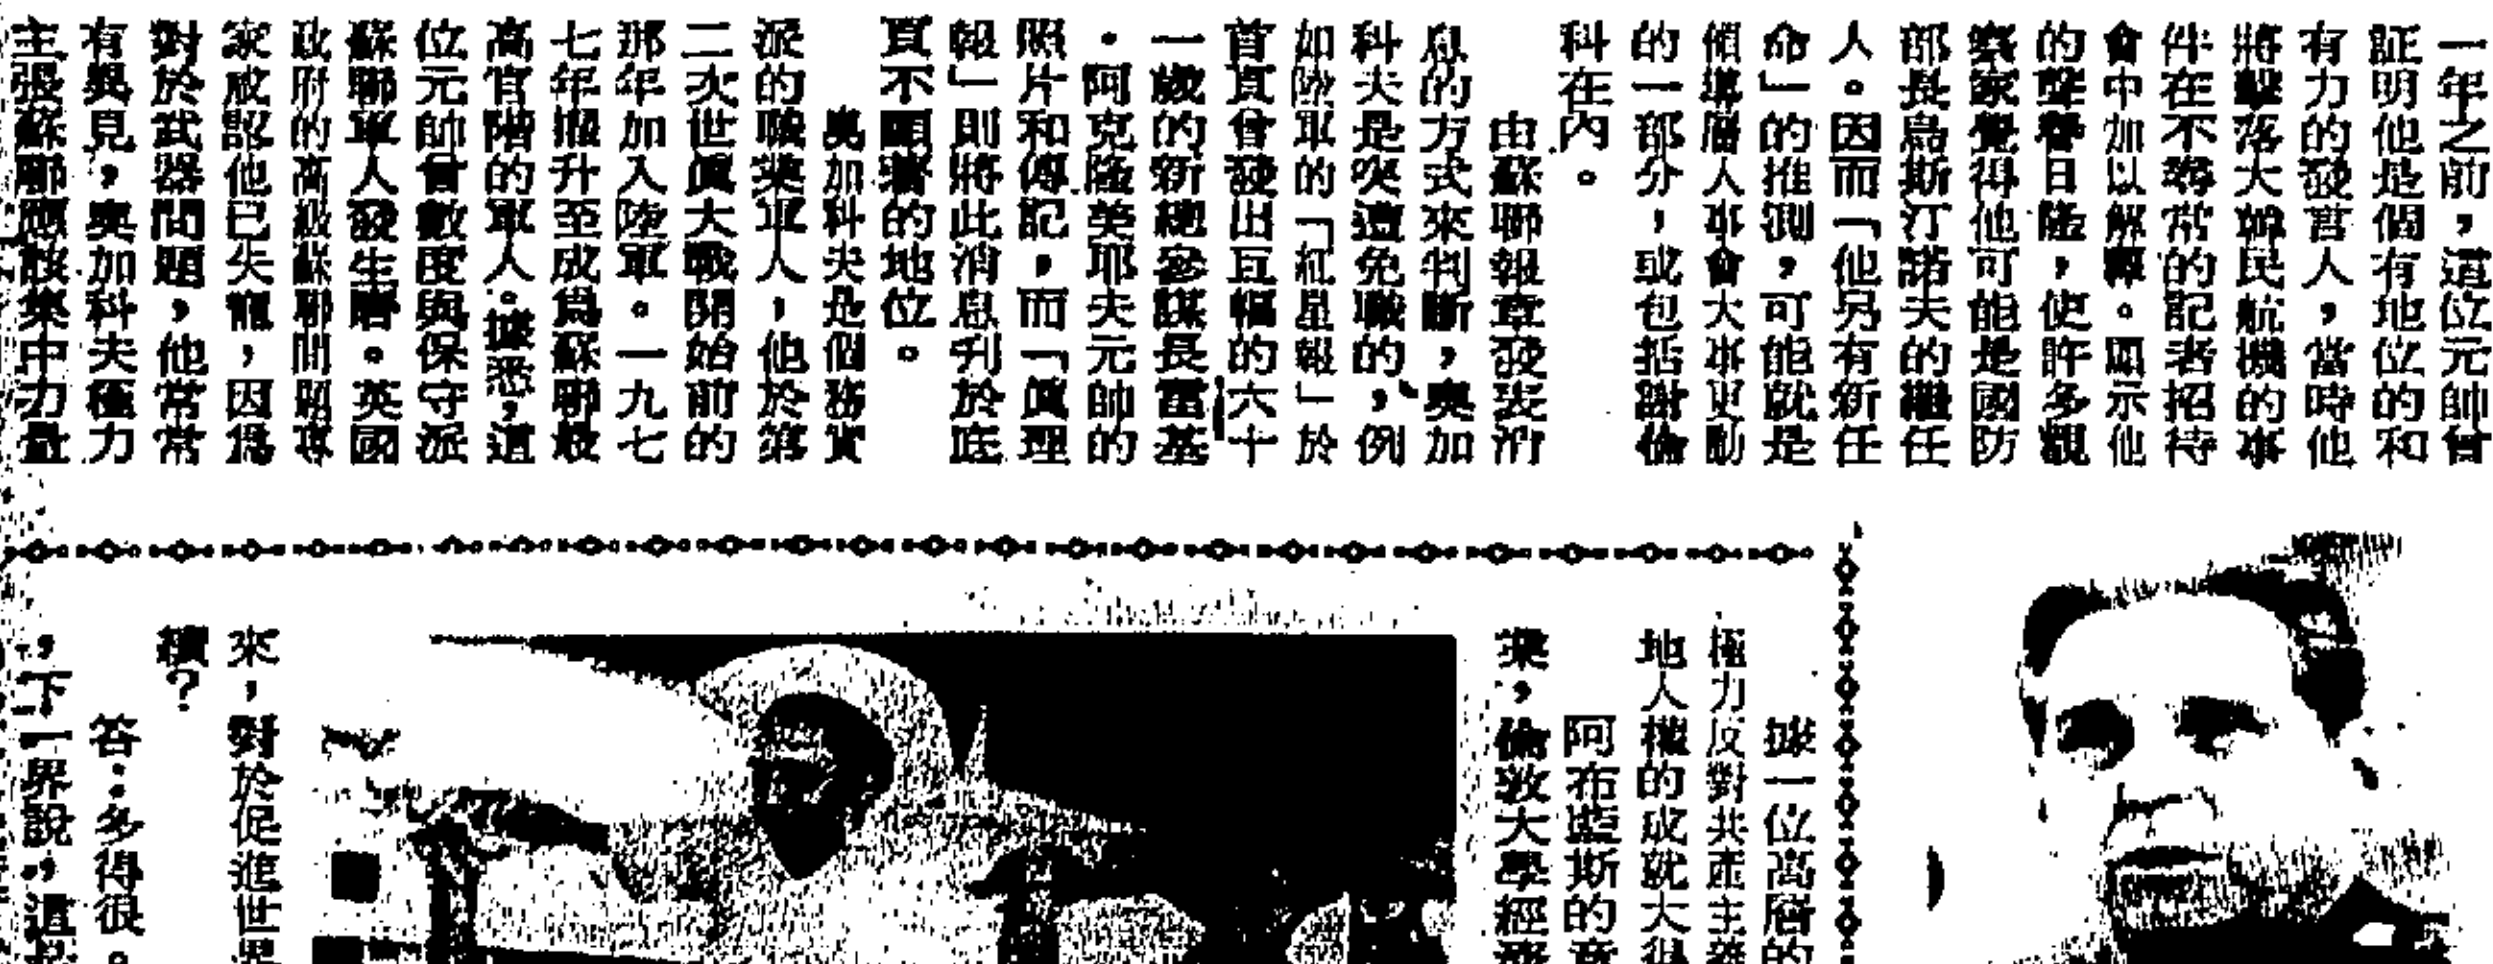 一年之前，這位元帥曾
証明他是個有地位的和
有力的發言人，當時他
將擊落大韓民航機的事
件在不尋常的記者招待
會中加以解釋。顯示他
的聲譽日隆，使許多觀
察家覺得他可能是國防
部長烏斯汀諾夫的繼任
人。因而「他另有新任
命」的推測，可能就是
領導層人事會大事更動
的一部分，或包括謝倫
科在內。
由蘇聯報章發表消
息的方式來判斷，奧加
科夫是突遭免職的，例
如陸軍的「紅星報」於
首頁曾發出巨幅的六十
一歲的新總參謀長雷基
・阿克隆美耶夫元帥的
照片和傳記，而「眞理
報」則將此消息刋於底
頁不顯著的地位。
奧加科夫是個務實
派的職業軍人，他於第
二次世界大戰開始前的
那年加入陸軍。一九七
七年擢升至成爲蘇聯最
高官階的軍人。據悉，這
位元帥曾數度與保守派
蘇聯軍人發生磨。英國
政府的高級蘇聯問題專
家最認他已失寵，因爲
對於武器問題，他常常
有異見，奧加科夫極力
主張蘇聯應該集中力量
據一位高層的
極力反對共產主義
地人權的成就大很
阿布藍斯的
業，倫敦大學經濟
來，對於促進世界
獻？
答：多得很。
，下一界說，這